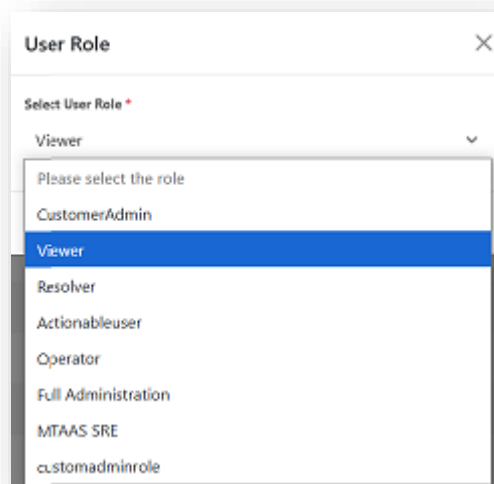 User Role
Select User Role *
Viewer
Please select the role
CustomerAdmin
Viewer
Resolver
Actionableuser
Operator
Full Administration
MTAAS SRE
customadminrole